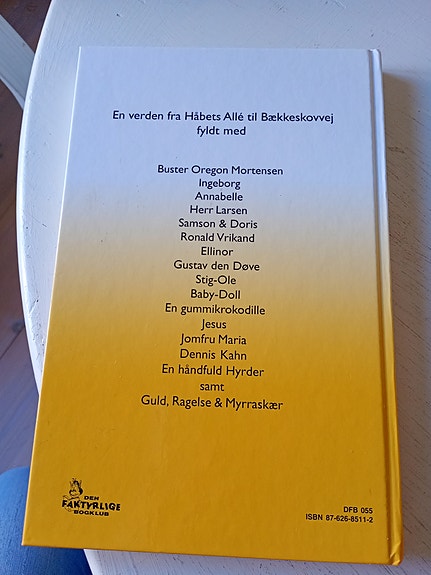 En verden fra Håbets Allé til Bækkeskovvej
fyldt med
Buster Oregon Mortensen
Ingeborg
Annabelle
Herr Larsen
Samson & Doris
Ronald Vrikand
Ellinor
Gustav den Døve
Stig-Ole
Baby-Doll
En gummikrokodille
Jesus
Jomfru Maria
Dennis Kahn
En håndfuld Hyrder
samt
Guld, Ragelse & Myrraskær
DEN
FAKTYRLIGE
BOGKLUB
DFB 055
ISBN 87-626-8511-2